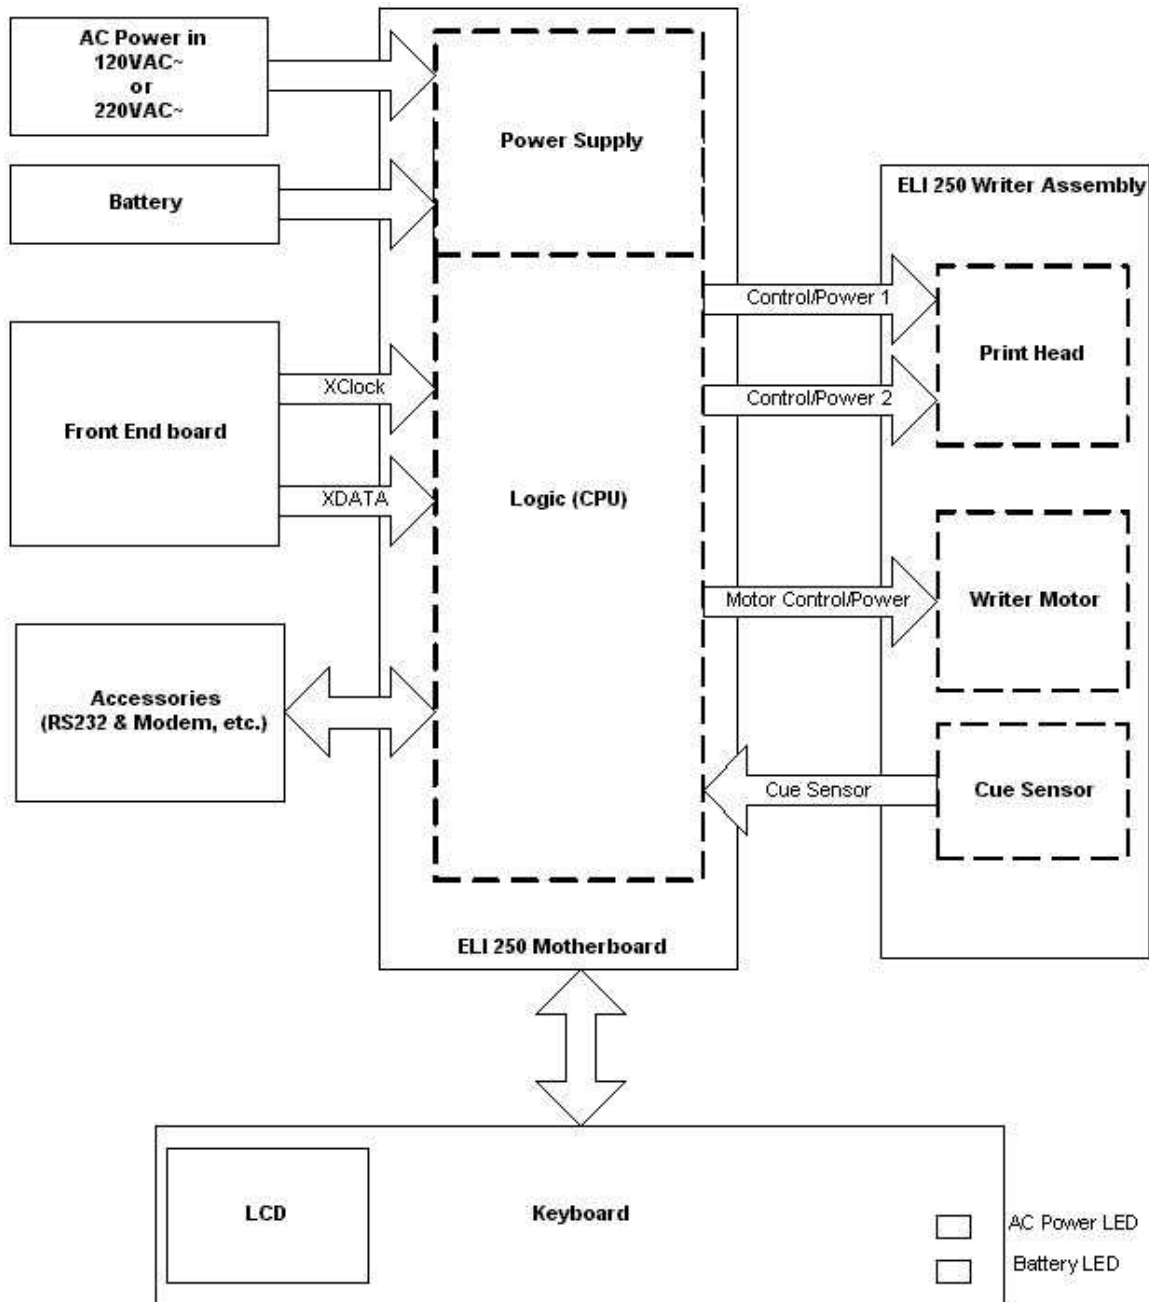 AC Power in
120VAC~
or
220VAC~
Power Supply
Battery
ELI 250 Writer Assembly
Control/Power 1
Print Head
XClock
Control/Power 2
Front End board
XDATA
Logic (CPU)
Motor Control/Power
Writer Motor
Accessories
(RS232 & Modem, etc.)
Cue Sensor
Cue Sensor
ELI 250 Motherboard
LCD
Keyboard
AC Power LED
Battery LED